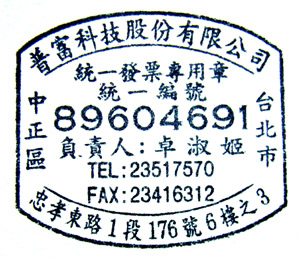 普富科技股份有限公司
統一發票專用章
統一編號
89604691
負責人:卓淑姬
TEL:23517570
FAX:23416312
台北市
中正區
忠孝東路1段176號6樓之3